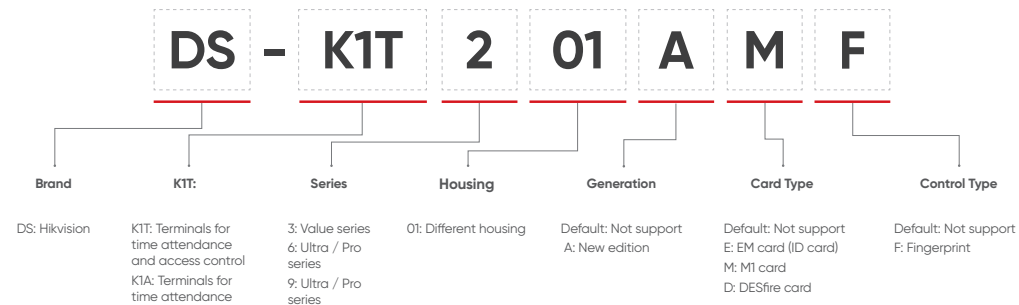 DS - K1T 2 01 A M F
Brand
DS: Hikvision
K1T:
K1T: Terminals for
time attendance
and access control
K1A: Terminals for
time attendance
Series
3: Value series
6: Ultra / Pro
series
9: Ultra / Pro
series
Housing
01: Different housing
Generation
Default: Not support
A: New edition
Card Type
Default: Not support
E: EM card (ID card)
M: M1 card
D: DESfire card
Control Type
Default: Not support
F: Fingerprint